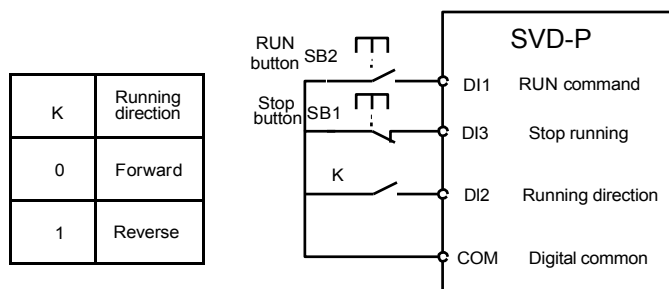 K
Running
direction
0
Forward
1
Reverse
SVD-P
RUN
button SB2
DI1 RUN command
Stop
button SB1
DI3 Stop running
K
DI2 Running direction
COM Digital common